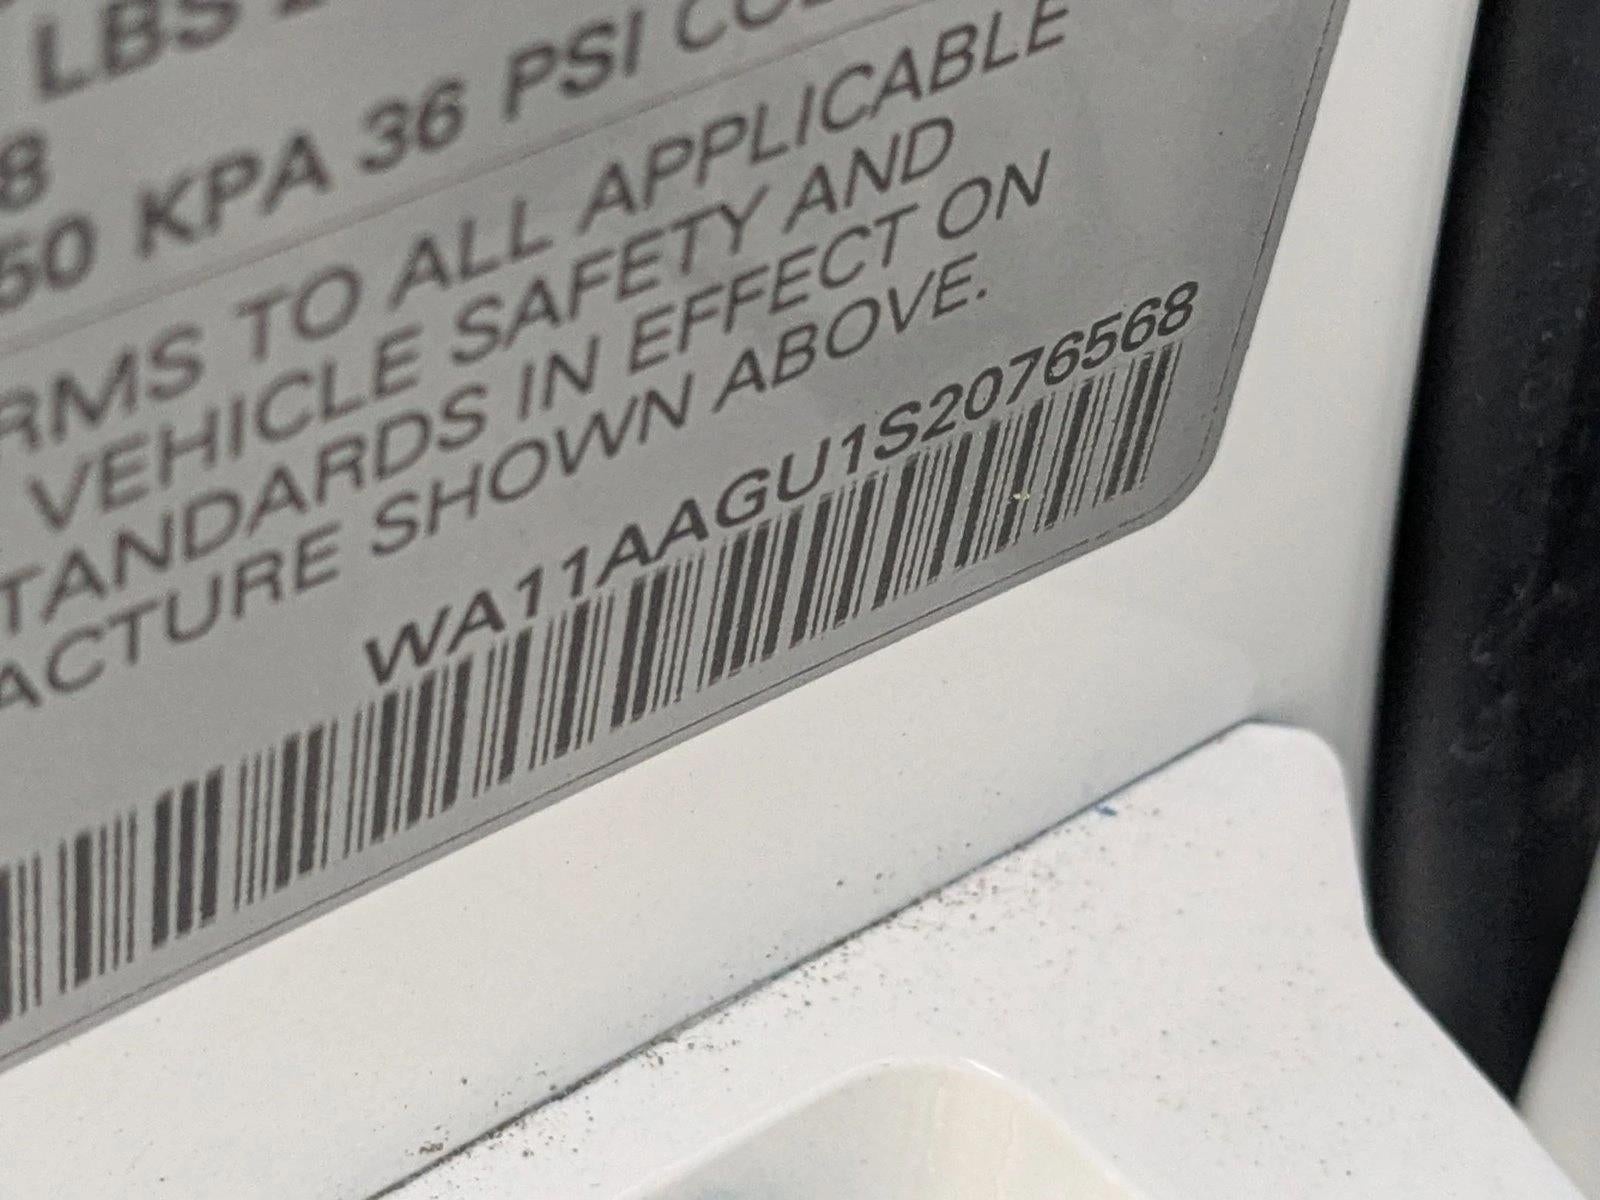 LBS
8
50 KPA 36 PSI
RMS TO ALL APPLICABLE
VEHICLE SAFETY AND
TANDARDS IN EFFECT ON
ACTURE SHOWN ABOVE.
WA11AAGU1S2076568